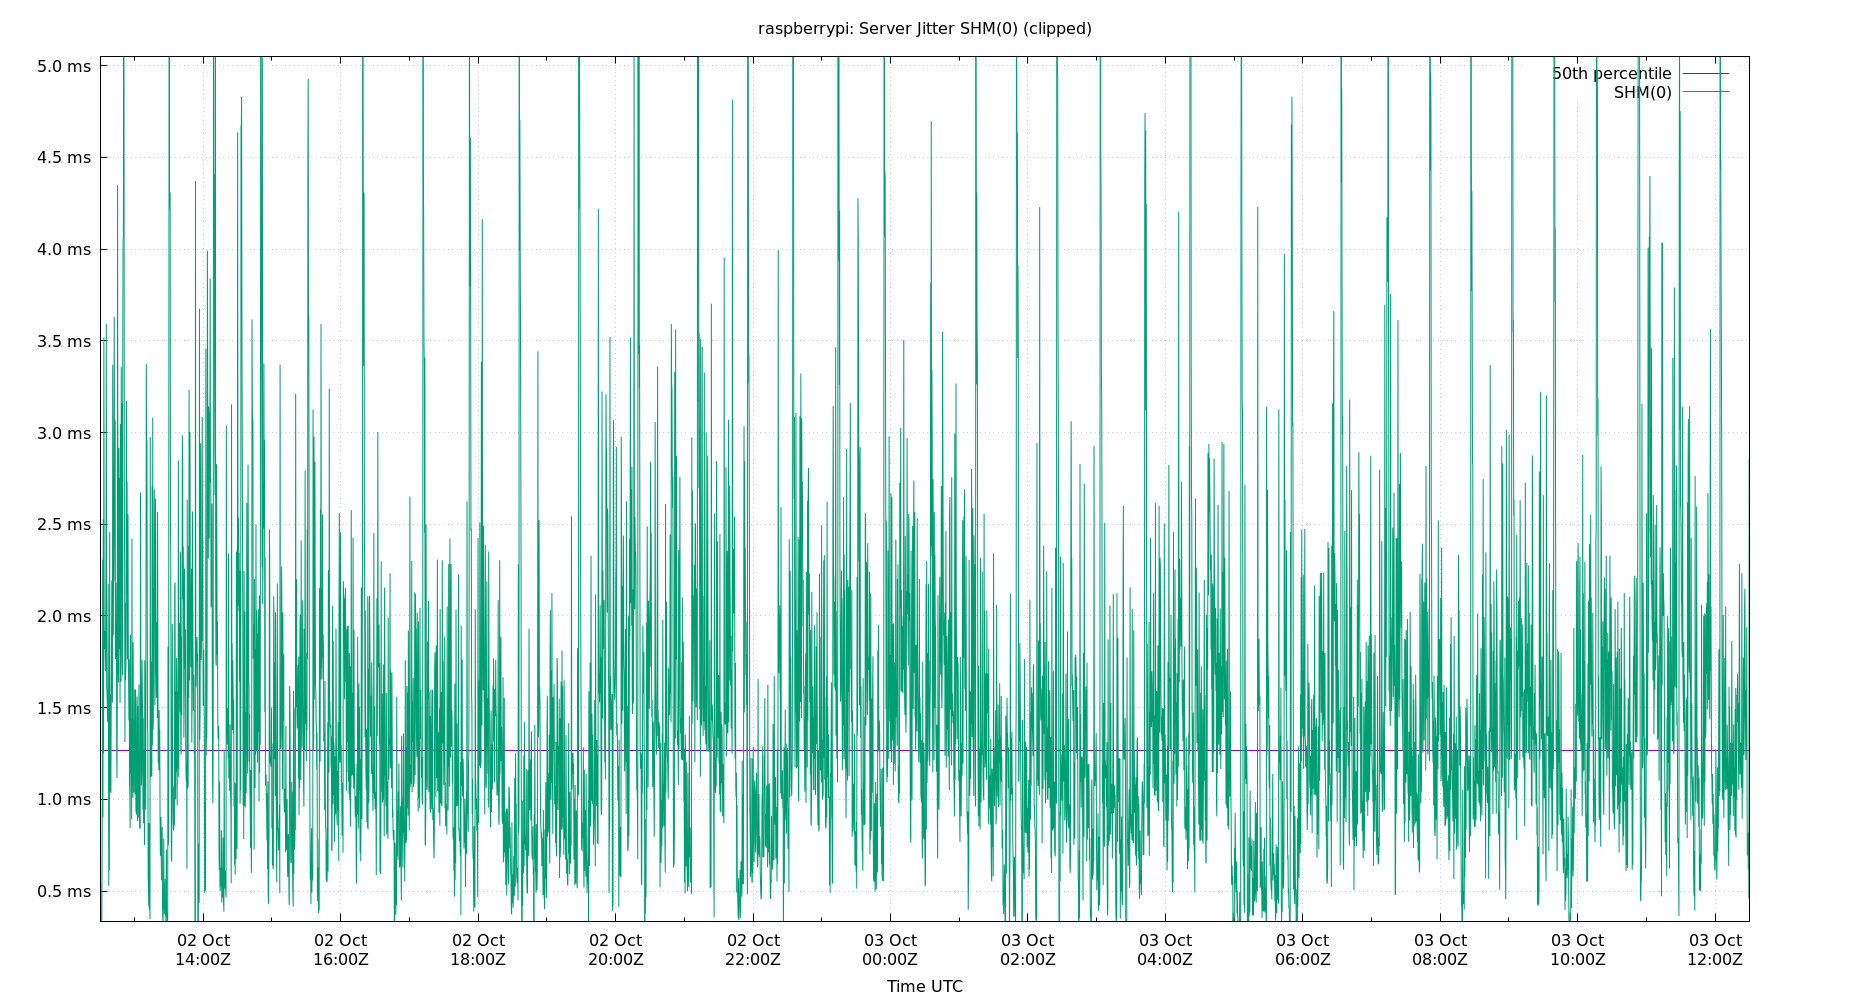 raspberrypi: Server Jitter SHM(0) (clipped)
50th percentile
SHM(0)
5.0 ms
4.5 ms
4.0 ms
3.5 ms
3.0 ms
2.5 ms
2.0 ms
1.5 ms
1.0 ms
0.5 ms
02 Oct 02 Oct 02 Oct 02 Oct 02 Oct 03 Oct 03 Oct 03 Oct 03 Oct 03 Oct 03 Oct 03 Oct
14:00Z 16:00Z 18:00Z 20:00Z 22:00Z 00:00Z 02:00Z 04:00Z 06:00Z 08:00Z 10:00Z 12:00Z
Time UTC